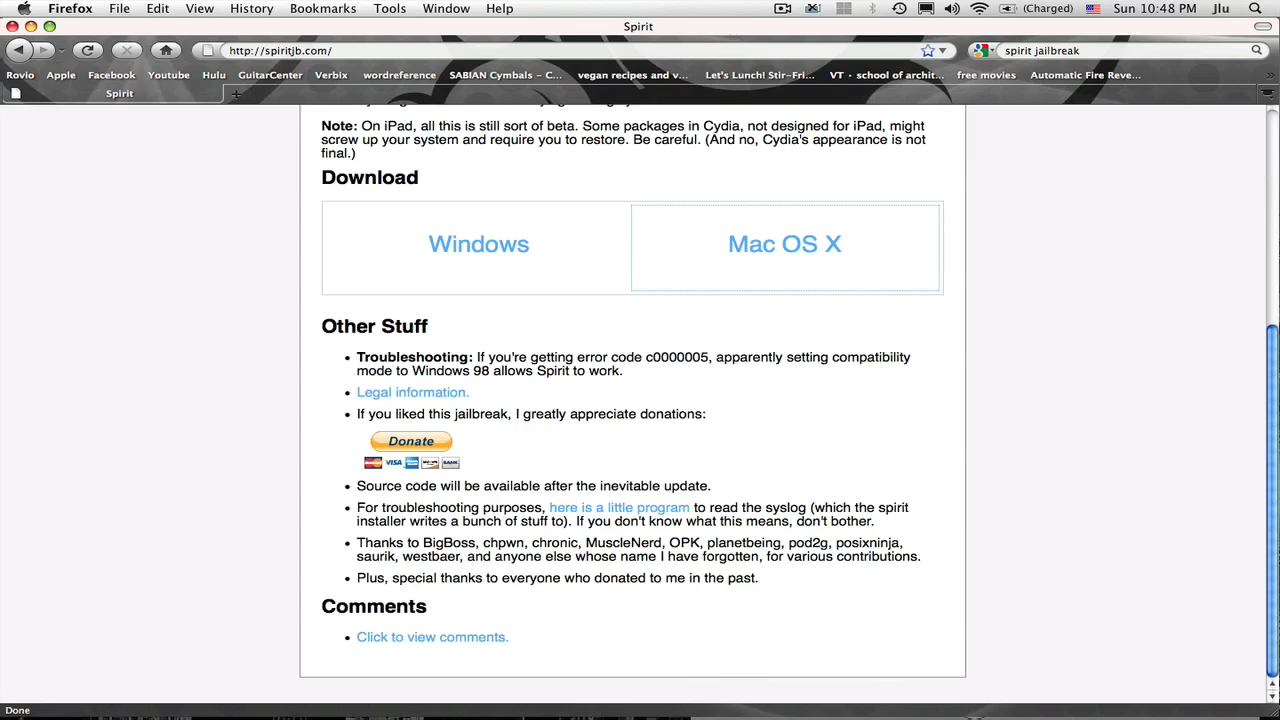 Firefox File Edit View History Bookmarks Tools Window Help (Charged) Sun 10:48 PM Jlu
Spirit
http://spiritjb.com/ spirit jailbreak
Rovio Apple Facebook Youtube Hulu GuitarCenter Verbix wordreference SABIAN Cymbals – C... vegan recipes and v... Let's Lunch! Stir-Fri... VT · school of archit... free movies Automatic Fire Reve...
Spirit
Note: On iPad, all this is still sort of beta. Some packages in Cydia, not designed for iPad, might
screw up your system and require you to restore. Be careful. (And no, Cydia's appearance is not
final.)
Download
Windows Mac OS X
Other Stuff
• Troubleshooting: If you're getting error code c0000005, apparently setting compatibility
mode to Windows 98 allows Spirit to work.
• Legal information.
• If you liked this jailbreak, I greatly appreciate donations:
Donate
VISA BANK
• Source code will be available after the inevitable update.
• For troubleshooting purposes, here is a little program to read the syslog (which the spirit
installer writes a bunch of stuff to). If you don't know what this means, don't bother.
• Thanks to BigBoss, chpwn, chronic, MuscleNerd, OPK, planetbeing, pod2g, posixninja,
saurik, westbaer, and anyone else whose name I have forgotten, for various contributions.
• Plus, special thanks to everyone who donated to me in the past.
Comments
• Click to view comments.
Done